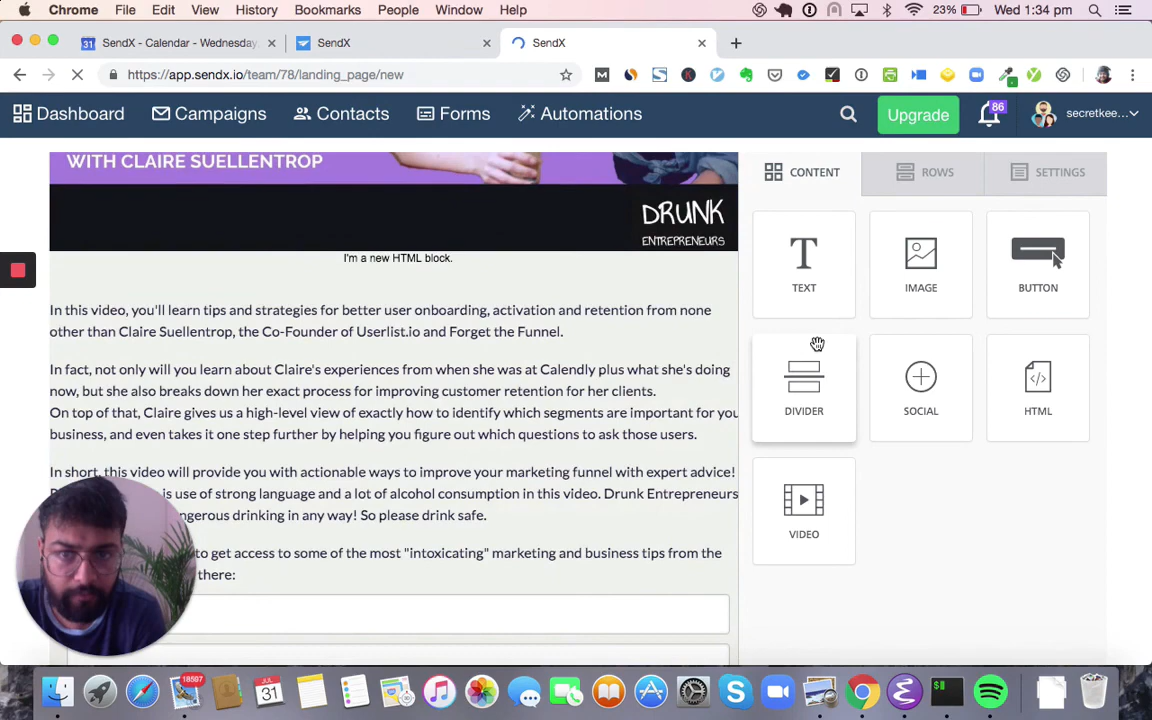 Chrome File Edit View History Bookmarks People Window Help 23% Wed 1:34 pm
31 SendX - Calendar - Wednesday,
SendX
SendX
https://app.sendx.io/team/78/landing_page/new
Dashboard Campaigns Contacts Forms Automations Upgrade 86 secretkee...
WITH CLAIRE SUELLENTROP
DRUNK
ENTREPRENEURS
I'm a new HTML block.
In this video, you'll learn tips and strategies for better user onboarding, activation and retention from none
other than Claire Suellentrop, the Co-Founder of Userlist.io and Forget the Funnel.
In fact, not only will you learn about Claire's experiences from when she was at Calendly plus what she's doing
now, but she also breaks down her exact process for improving customer retention for her clients.
On top of that, Claire gives us a high-level view of exactly how to identify which segments are important for you
business, and even takes it one step further by helping you figure out which questions to ask those users.
In short, this video will provide you with actionable ways to improve your marketing funnel with expert advice!
is use of strong language and a lot of alcohol consumption in this video. Drunk Entrepreneurs
ngerous drinking in any way! So please drink safe.
to get access to some of the most "intoxicating" marketing and business tips from the
there:
CONTENT ROWS SETTINGS
TEXT IMAGE BUTTON
DIVIDER SOCIAL HTML
VIDEO
18597
JUL
31